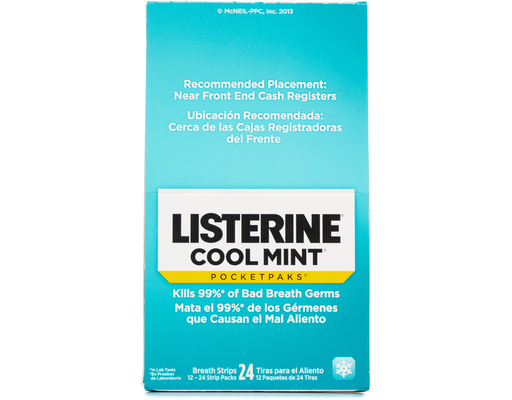 © McNEIL-PPC, Inc. 2013
Recommended Placement:
Near Front End Cash Registers
Ubicación Recomendada:
Cerca de las Cajas Registradoras
del Frente
LISTERINE®
COOL MINT®
POCKETPAKS®
Kills 99%* of Bad Breath Germs
Mata el 99%* de los Gérmenes
que Causan el Mal Aliento
*In Lab Tests
*En Pruebas
de Laboratorio
Breath Strips 24 Tiras para el Aliento
12 – 24 Strip Packs 12 Paquetes de 24 Tiras